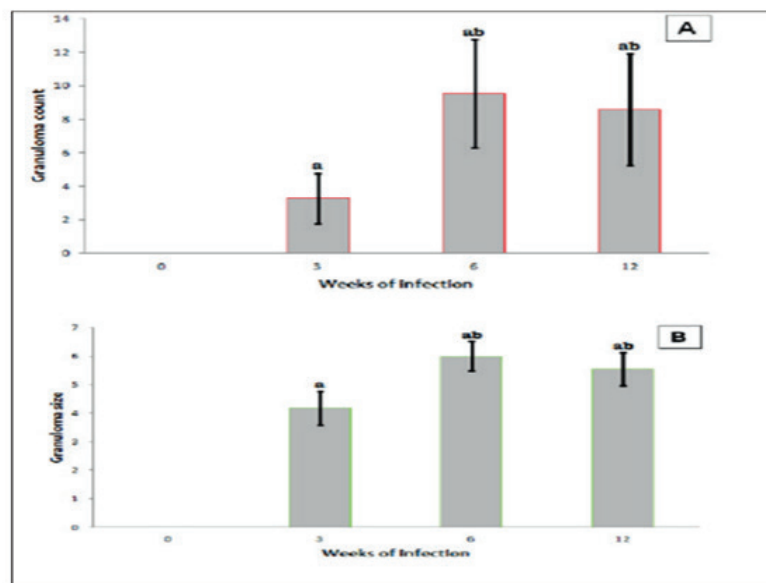 A
14
12
10
8
6
4
2
0
Granuloma count
a
ab
ab
0 3 6 12
Weeks of Infection
B
7
6
5
4
3
2
1
0
Granuloma size
a
ab
ab
0 3 6 12
Weeks of Infection